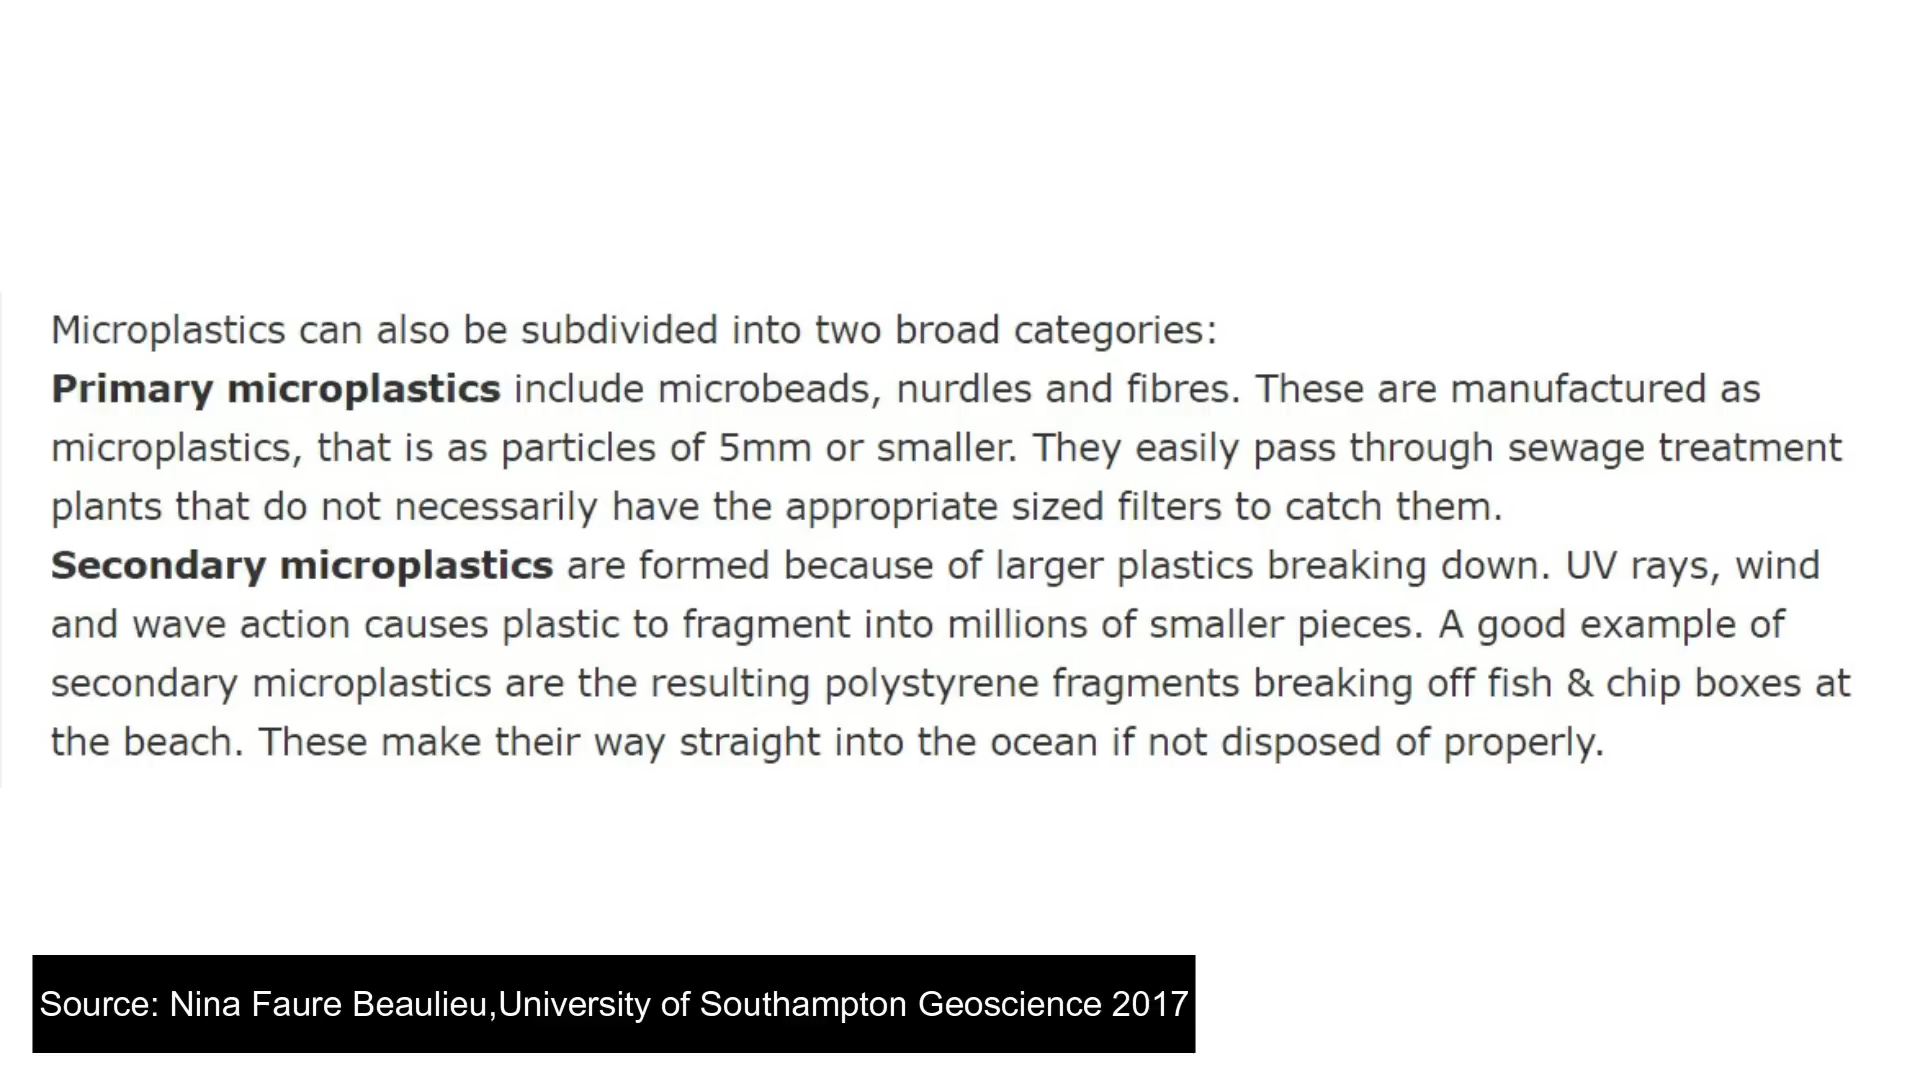 Microplastics can also be subdivided into two broad categories:
Primary microplastics include microbeads, nurdles and fibres. These are manufactured as
microplastics, that is as particles of 5mm or smaller. They easily pass through sewage treatment
plants that do not necessarily have the appropriate sized filters to catch them.
Secondary microplastics are formed because of larger plastics breaking down. UV rays, wind
and wave action causes plastic to fragment into millions of smaller pieces. A good example of
secondary microplastics are the resulting polystyrene fragments breaking off fish & chip boxes at
the beach. These make their way straight into the ocean if not disposed of properly.
Source: Nina Faure Beaulieu,University of Southampton Geoscience 2017